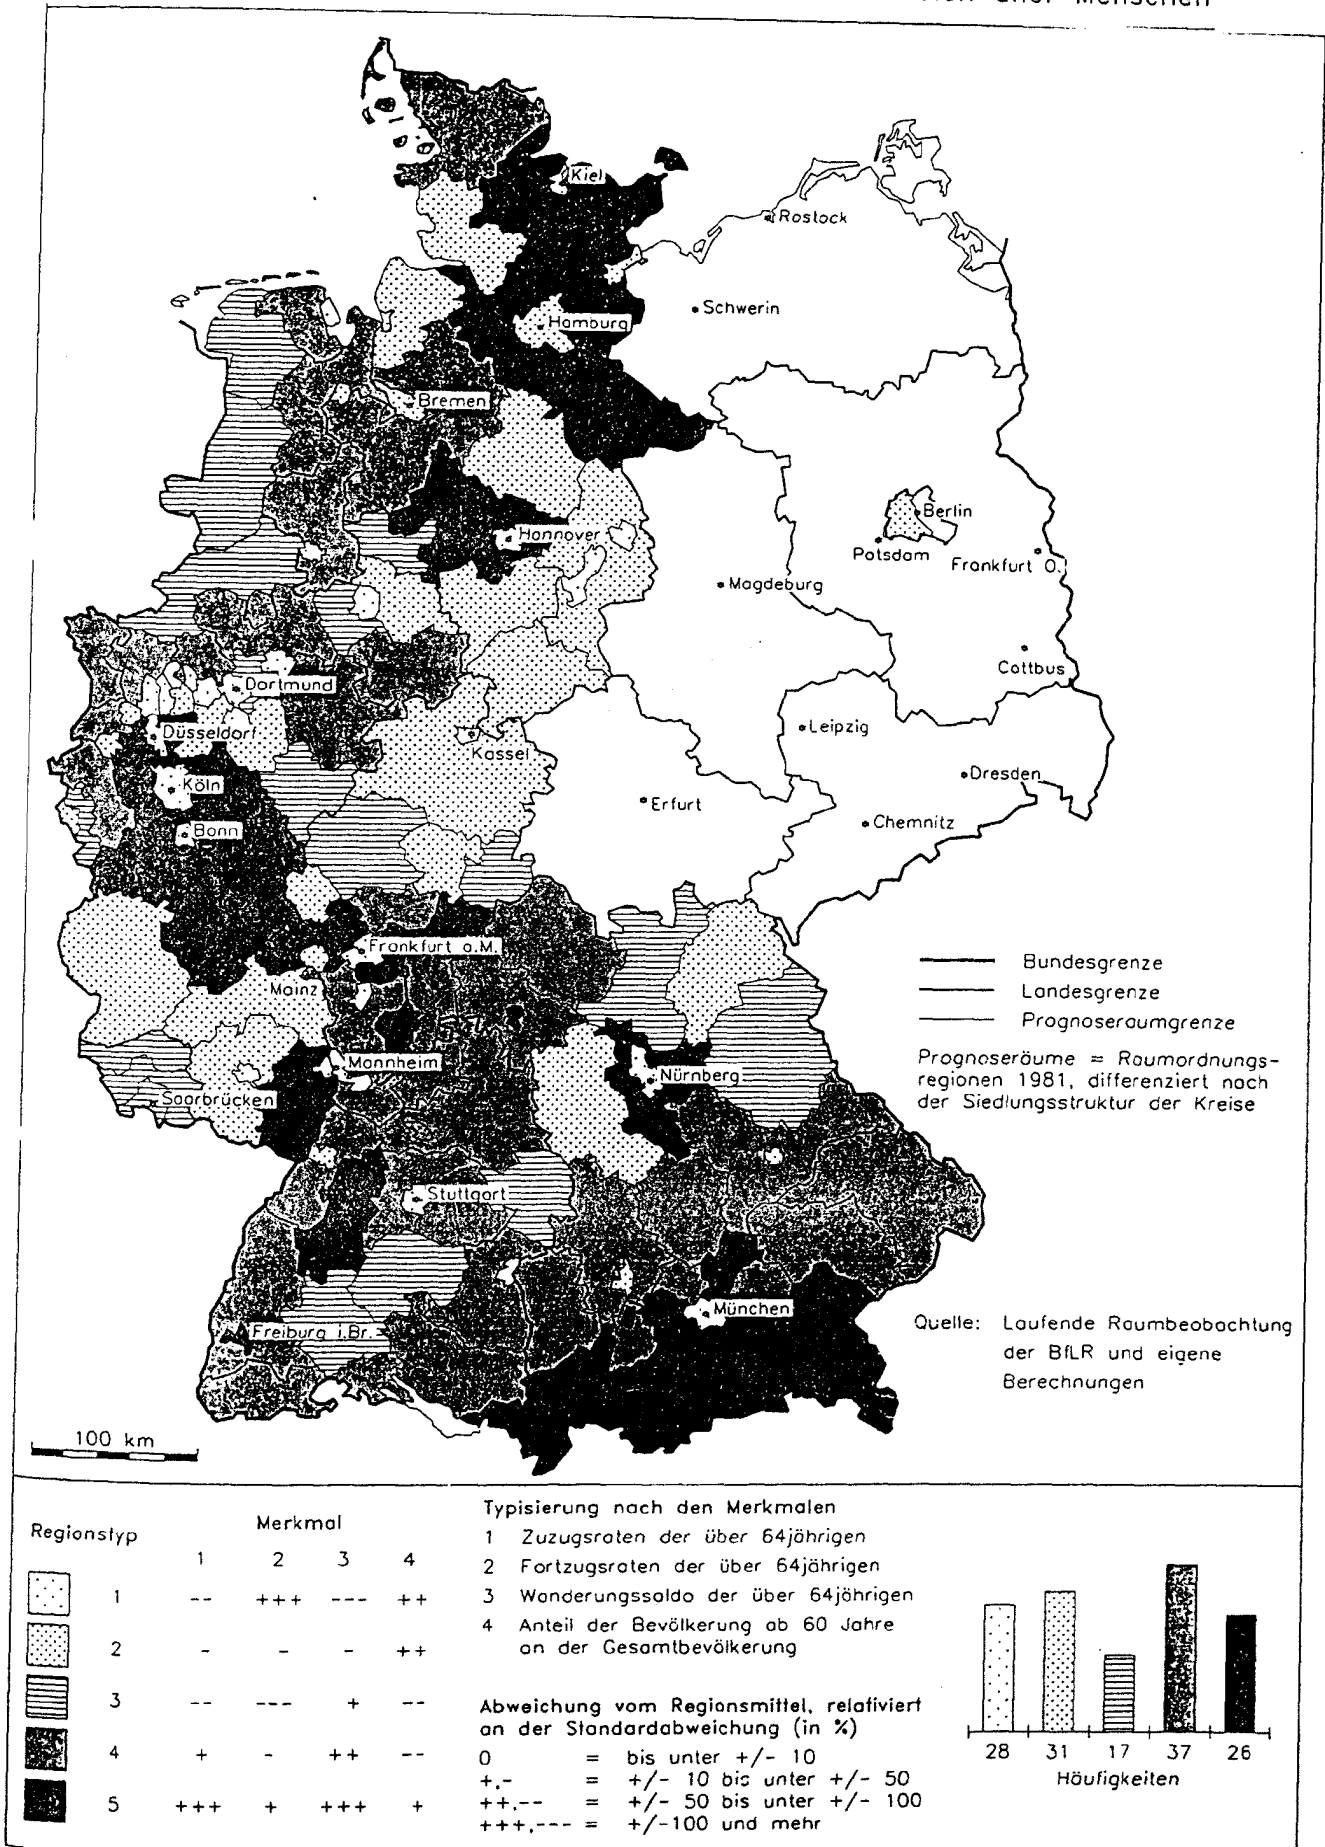 alter Menschen
Kiel
Rostock
Schwerin
Hamburg
Bremen
Berlin
Hannover
Potsdam
Frankfurt O.
Magdeburg
Cottbus
Dortmund
Düsseldorf
Kassel
Leipzig
Köln
Dresden
Erfurt
Bonn
Chemnitz
Frankfurt a.M.
Bundesgrenze
Mainz
Landesgrenze
Prognoseraumgrenze
Prognoseräume = Raumordnungs-
regionen 1981, differenziert nach
der Siedlungsstruktur der Kreise
Mannheim
Nürnberg
Saarbrücken
Stuttgart
München
Freiburg i.Br.
Quelle: Laufende Raumbeobachtung
der BfLR und eigene
Berechnungen
100 km
Regionstyp Merkmal
1 2 3 4
1 -- +++ --- ++
2 - - - ++
3 -- --- + --
4 + - ++ --
5 +++ + +++ +
Typisierung nach den Merkmalen
1 Zuzugsraten der über 64jährigen
2 Fortzugsraten der über 64jährigen
3 Wanderungssaldo der über 64jährigen
4 Anteil der Bevölkerung ab 60 Jahre
an der Gesamtbevölkerung
Abweichung vom Regionsmittel, relativiert
an der Standardabweichung (in %)
0 = bis unter +/- 10
+,- = +/- 10 bis unter +/- 50
++,-- = +/- 50 bis unter +/- 100
+++,--- = +/-100 und mehr
28 31 17 37 26
Häufigkeiten